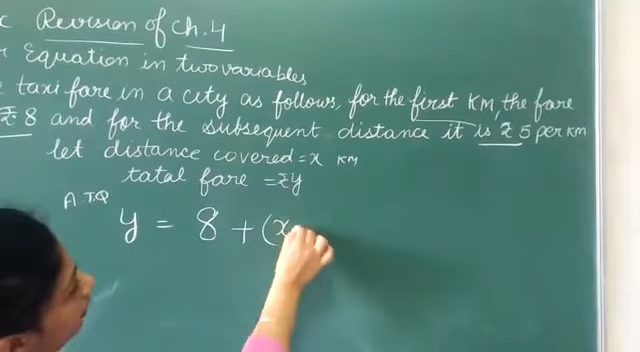 c Revision of Ch.4
r Equation in two variables
e taxi fare in a city as follows, for the first KM, the fare
₹ 8 and for the subsequent distance it is ₹ 5 per KM
let distance covered = x KM
tatal fare = ₹y
A.T.Q
y = 8 + (x